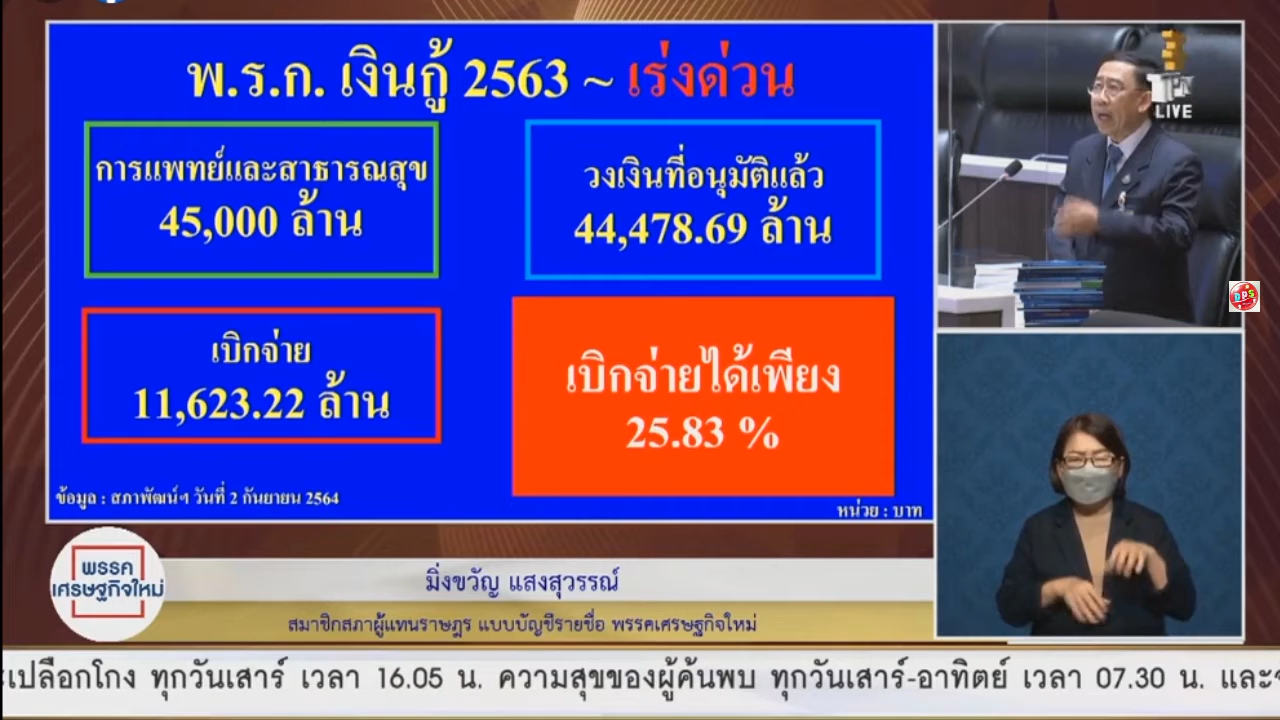 พ.ร.ก. เงินกู้ 2563 ~ เร่งด่วน
การแพทย์และสาธารณสุข
45,000 ล้าน
วงเงินที่อนุมัติแล้ว
44,478.69 ล้าน
เบิกจ่าย
11,623.22 ล้าน
เบิกจ่ายได้เพียง
25.83 %
ข้อมูล : สภาพัฒน์ฯ วันที่ 2 กันยายน 2564
หน่วย : บาท
LIVE
DPS
พรรค
เศรษฐกิจใหม่
มิ่งขวัญ แสงสุวรรณ์
สมาชิกสภาผู้แทนราษฎร แบบบัญชีรายชื่อ พรรคเศรษฐกิจใหม่
ะเปลือกโกง ทุกวันเสาร์ เวลา 16.05 น. ความสุขของผู้ค้นพบ ทุกวันเสาร์-อาทิตย์ เวลา 07.30 น. และ